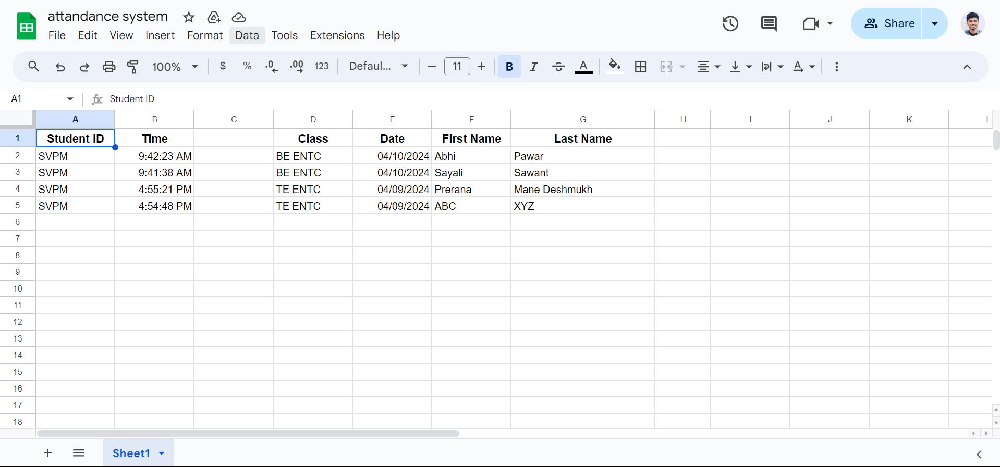 attandance system
File Edit View Insert Format Data Tools Extensions Help
Share
100% $ % .0 .00 123 Defaul... 11 B I S A A
A1 fx Student ID
A B C D E F G H I J K L
1 Student ID Time Class Date First Name Last Name
2 SVPM 9:42:23 AM BE ENTC 04/10/2024 Abhi Pawar
3 SVPM 9:41:38 AM BE ENTC 04/10/2024 Sayali Sawant
4 SVPM 4:55:21 PM TE ENTC 04/09/2024 Prerana Mane Deshmukh
5 SVPM 4:54:48 PM TE ENTC 04/09/2024 ABC XYZ
6
7
8
9
10
11
12
13
14
15
16
17
18
Sheet1